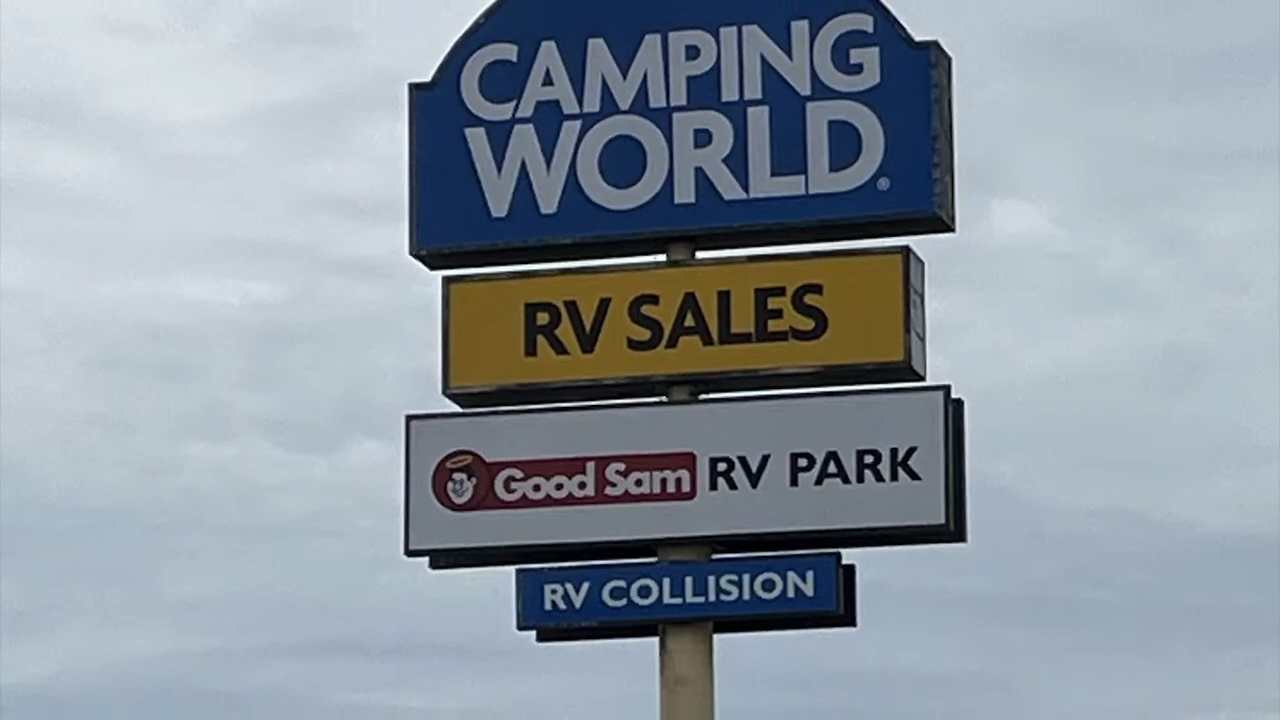 CAMPING
WORLD®
RV SALES
Good Sam RV PARK
RV COLLISION